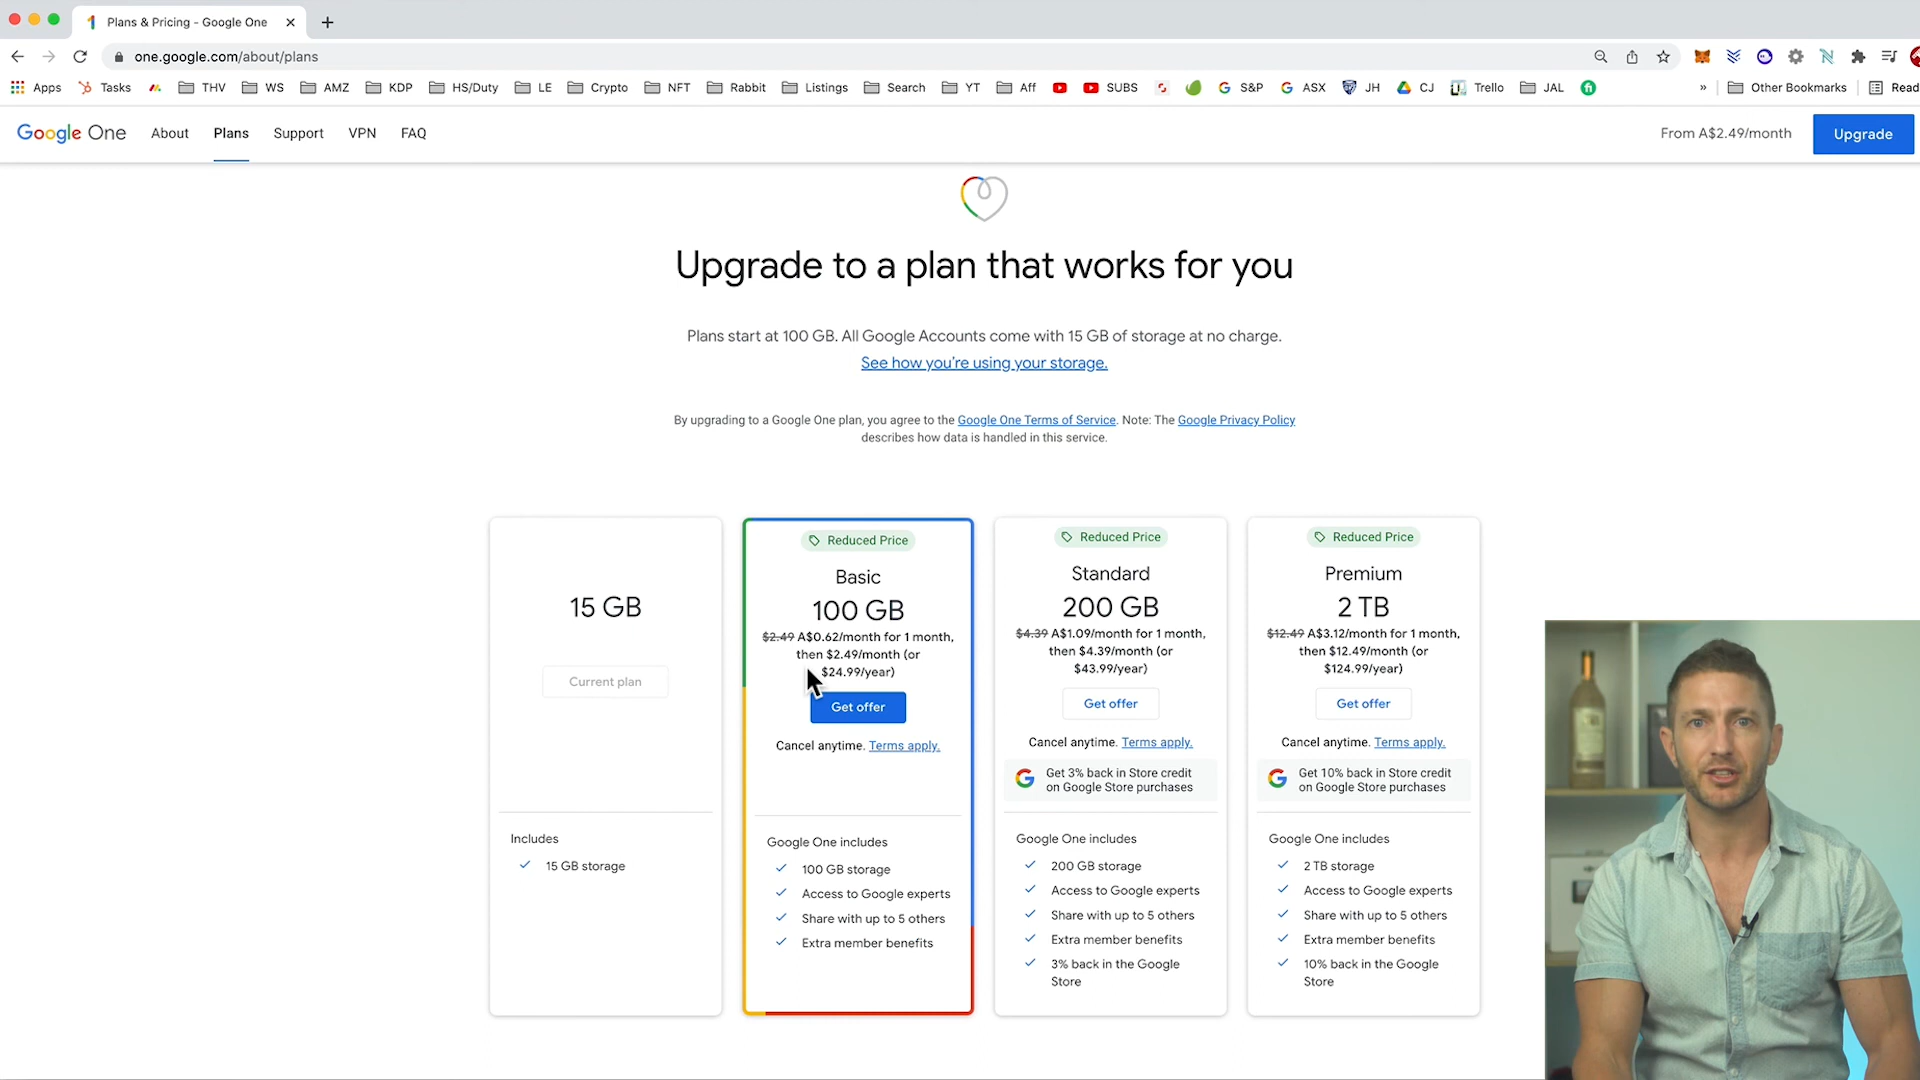 Plans & Pricing - Google One
one.google.com/about/plans
Apps
Tasks
THV
WS
AMZ
KDP
HS/Duty
LE
Crypto
NFT
Rabbit
Listings
Search
YT
Aff
SUBS
S&P
ASX
JH
CJ
Trello
JAL
»
Other Bookmarks
Read
Google One
About
Plans
Support
VPN
FAQ
From A$2.49/month
Upgrade
Upgrade to a plan that works for you
Plans start at 100 GB. All Google Accounts come with 15 GB of storage at no charge.
See how you're using your storage.
By upgrading to a Google One plan, you agree to the Google One Terms of Service. Note: The Google Privacy Policy
describes how data is handled in this service.
15 GB
Current plan
Includes
15 GB storage
Reduced Price
Basic
100 GB
$2.49 A$0.62/month for 1 month,
then $2.49/month (or
$24.99/year)
Get offer
Cancel anytime. Terms apply.
Google One includes
100 GB storage
Access to Google experts
Share with up to 5 others
Extra member benefits
Reduced Price
Standard
200 GB
$4.39 A$1.09/month for 1 month,
then $4.39/month (or
$43.99/year)
Get offer
Cancel anytime. Terms apply.
Get 3% back in Store credit
on Google Store purchases
Google One includes
200 GB storage
Access to Google experts
Share with up to 5 others
Extra member benefits
3% back in the Google
Store
Reduced Price
Premium
2 TB
$12.49 A$3.12/month for 1 month,
then $12.49/month (or
$124.99/year)
Get offer
Cancel anytime. Terms apply.
Get 10% back in Store credit
on Google Store purchases
Google One includes
2 TB storage
Access to Google experts
Share with up to 5 others
Extra member benefits
10% back in the Google
Store